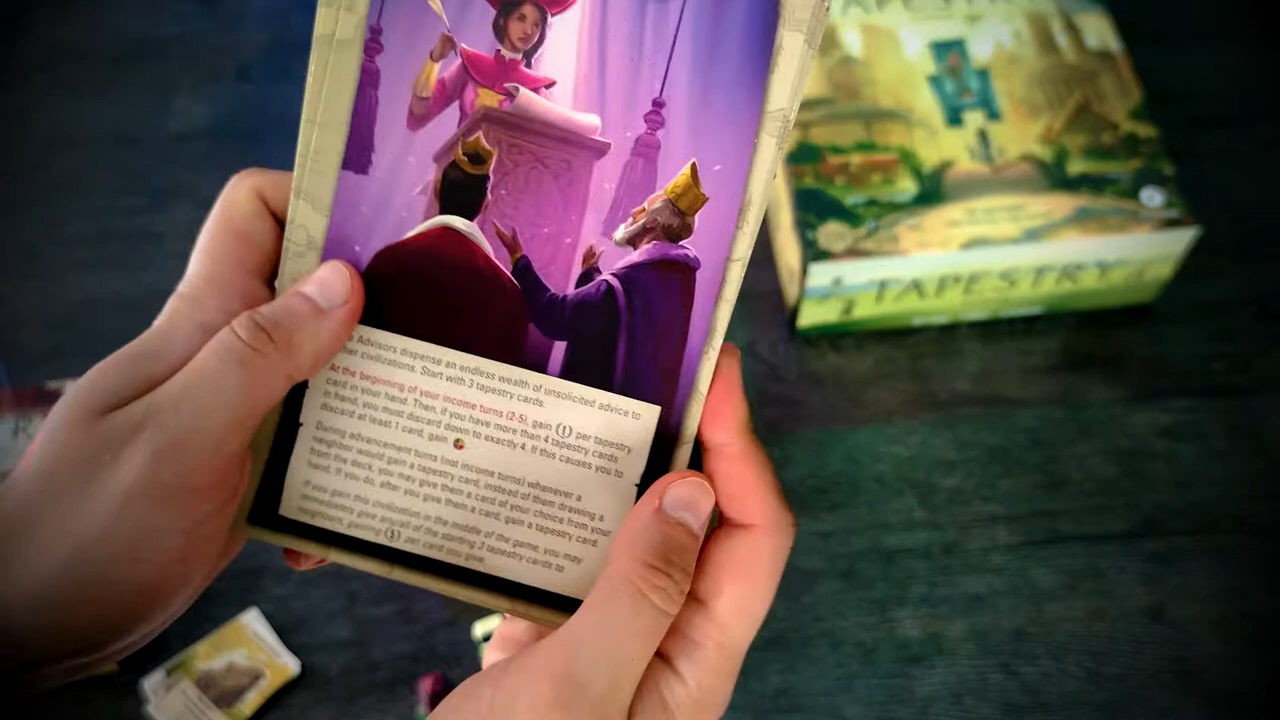 TAPESTRY
TAPESTRY
Advisors dispense an endless wealth of unsolicited advice to
civilizations. Start with 3 tapestry cards.
At the beginning of your income turns (2-5), gain 1 per tapestry
card in your hand. Then, if you have more than 4 tapestry cards
in hand, you must discard down to exactly 4. If this causes you to
discard at least 1 card, gain
During advancement turns (not income turns) whenever a
neighbor would gain a tapestry card, instead of them drawing a
from the deck, you may give them a card of your choice from your
hand. If you do, after you give them a card, gain a tapestry card.
If you gain this civilization in the middle of the game, you may
immediately give any/all of the starting 3 tapestry cards to
neighbors, gaining per card you give.